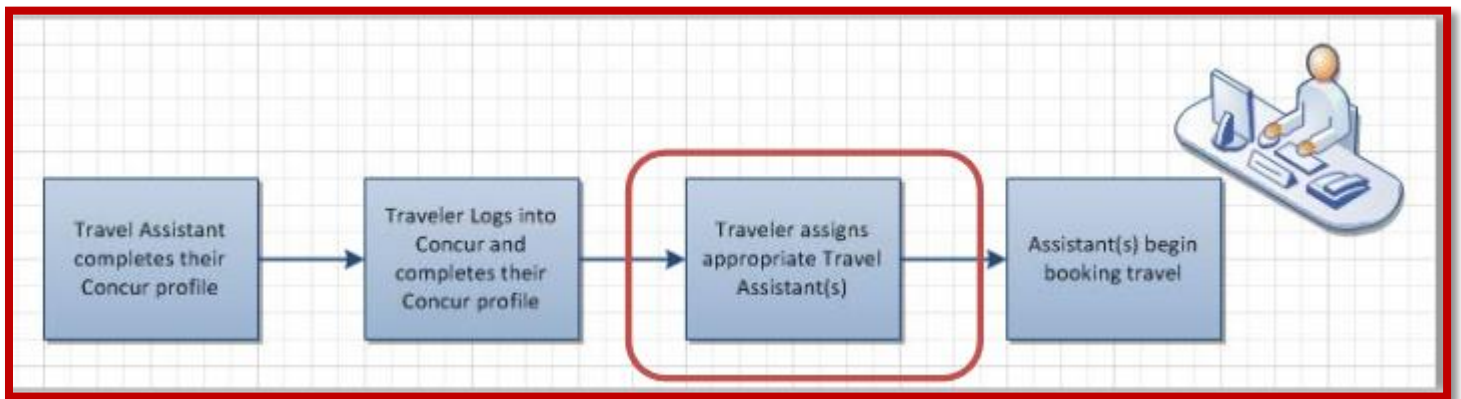 Travel Assistant
completes their
Concur profile
Traveler Logs into
Concur and
completes their
Concur profile
Traveler assigns
appropriate Travel
Assistant(s)
Assistant(s) begin
booking travel